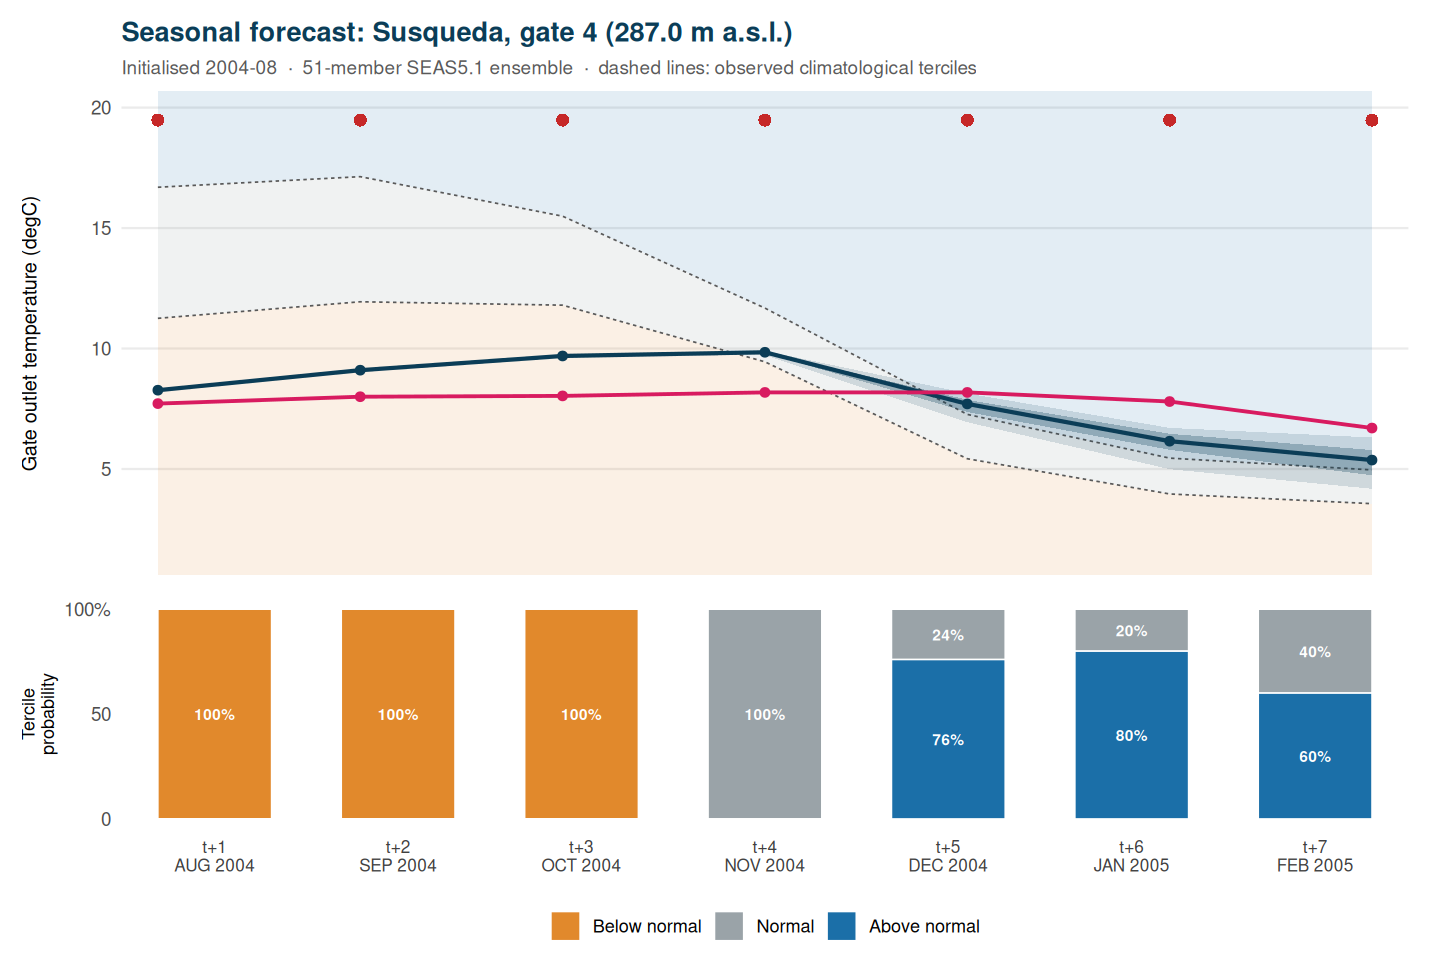 Seasonal forecast: Susqueda, gate 4 (287.0 m a.s.l.)
Initialised 2004-08 · 51-member SEAS5.1 ensemble · dashed lines: observed climatological terciles
Gate outlet temperature (degC)
20
15
10
5
Tercile
probability
100%
50
0
100%
100%
100%
100%
24%
76%
20%
80%
40%
60%
t+1
AUG 2004
t+2
SEP 2004
t+3
OCT 2004
t+4
NOV 2004
t+5
DEC 2004
t+6
JAN 2005
t+7
FEB 2005
Below normal
Normal
Above normal